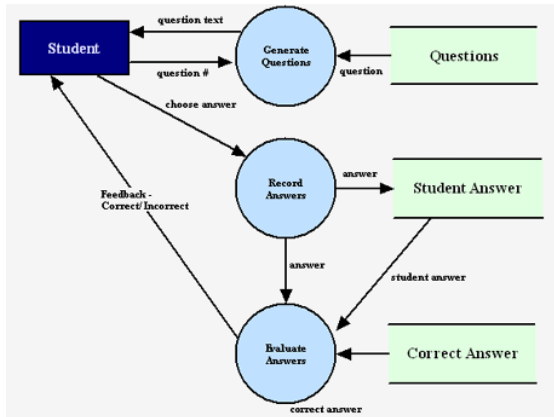 question text
Student
Generate
Questions
Questions
question #
question
choose answer
Record
Answers
answer
Student Answer
Feedback -
Correct/Incorrect
answer
student answer
Evaluate
Answers
Correct Answer
correct answer